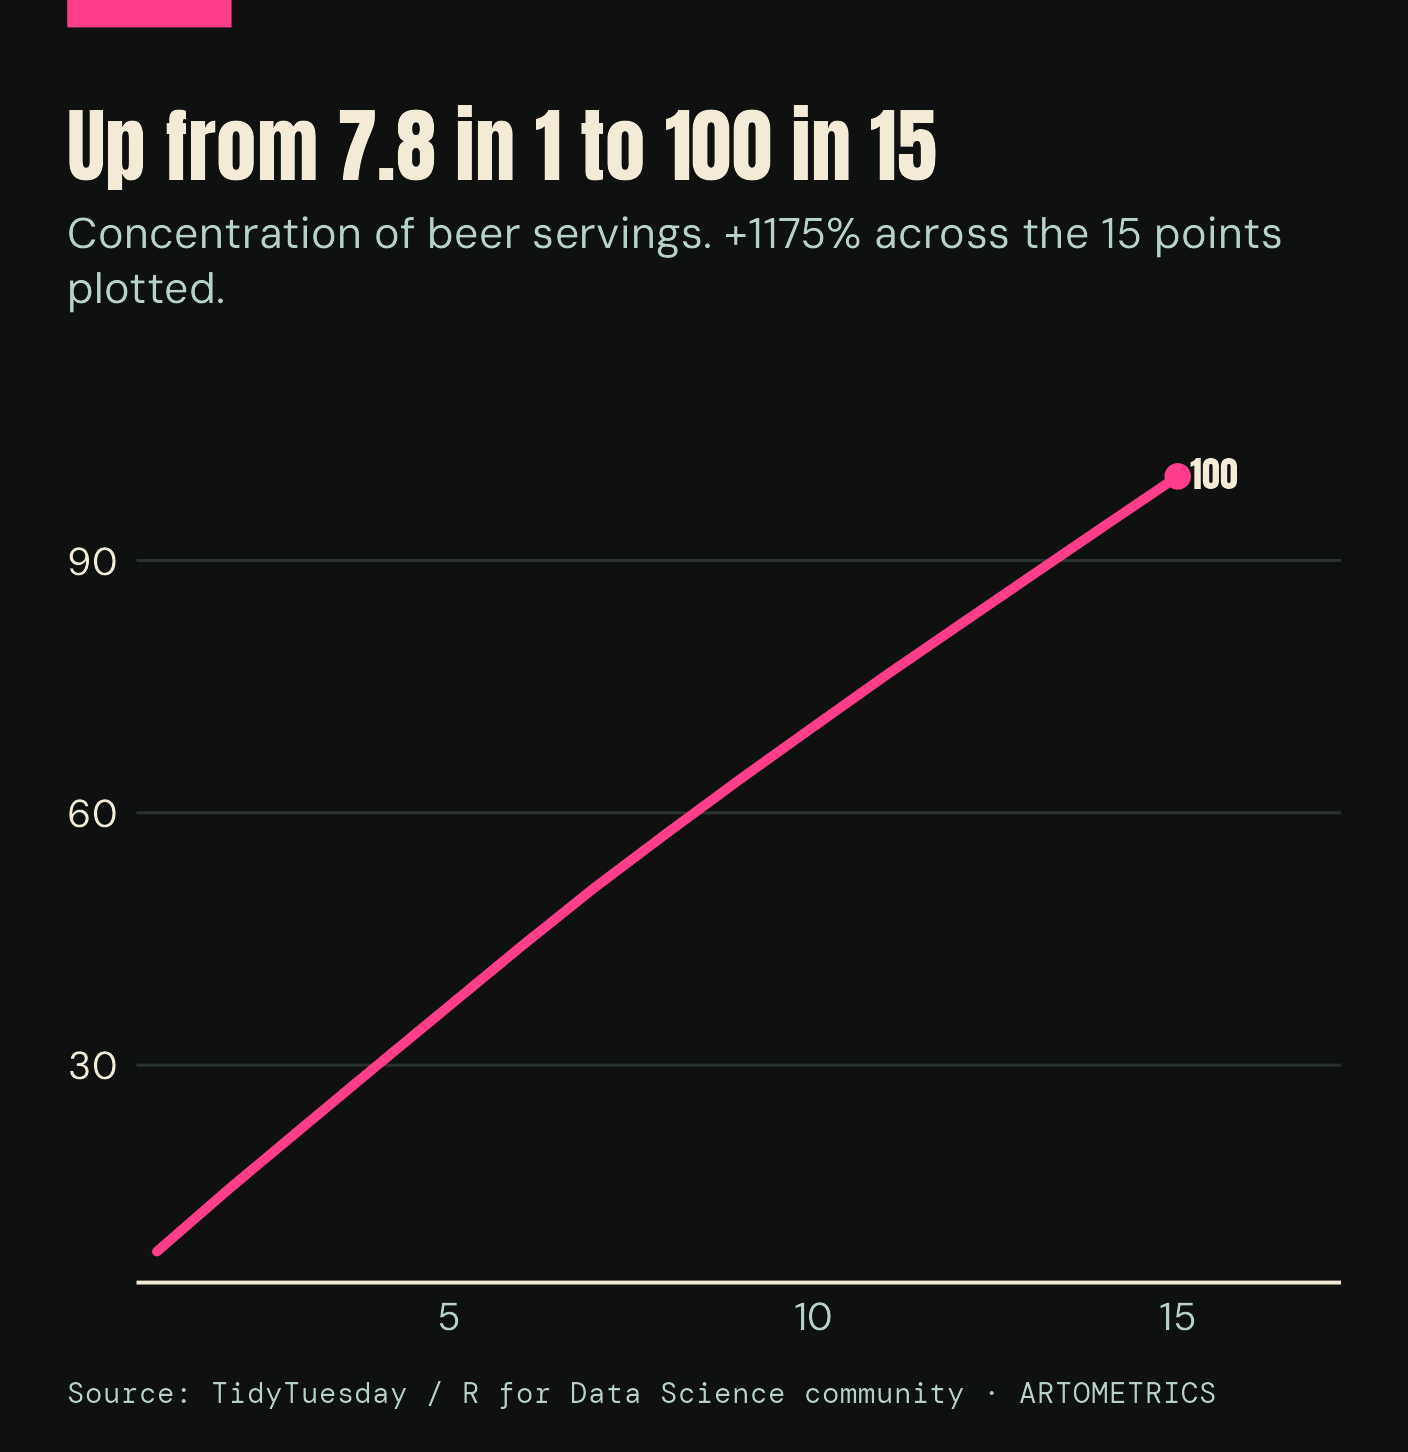 Up from 7.8 in 1 to 100 in 15
Concentration of beer servings. +1175% across the 15 points
plotted.
100
90
60
30
5 10 15
Source: TidyTuesday / R for Data Science community · ARTOMETRICS